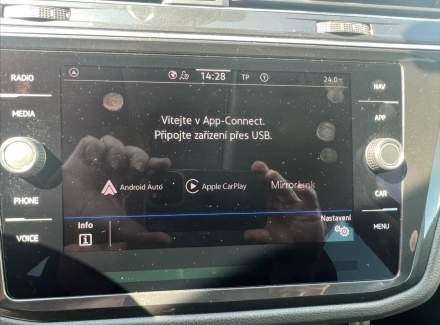 RADIO
14:28 TP 1 24.0°C
NAV
MEDIA
APP
Vítejte v App-Connect.
Připojte zařízení přes USB.
Android Auto Apple CarPlay MirrorLink
PHONE
CAR
Info
Nastavení
VOICE
MENU